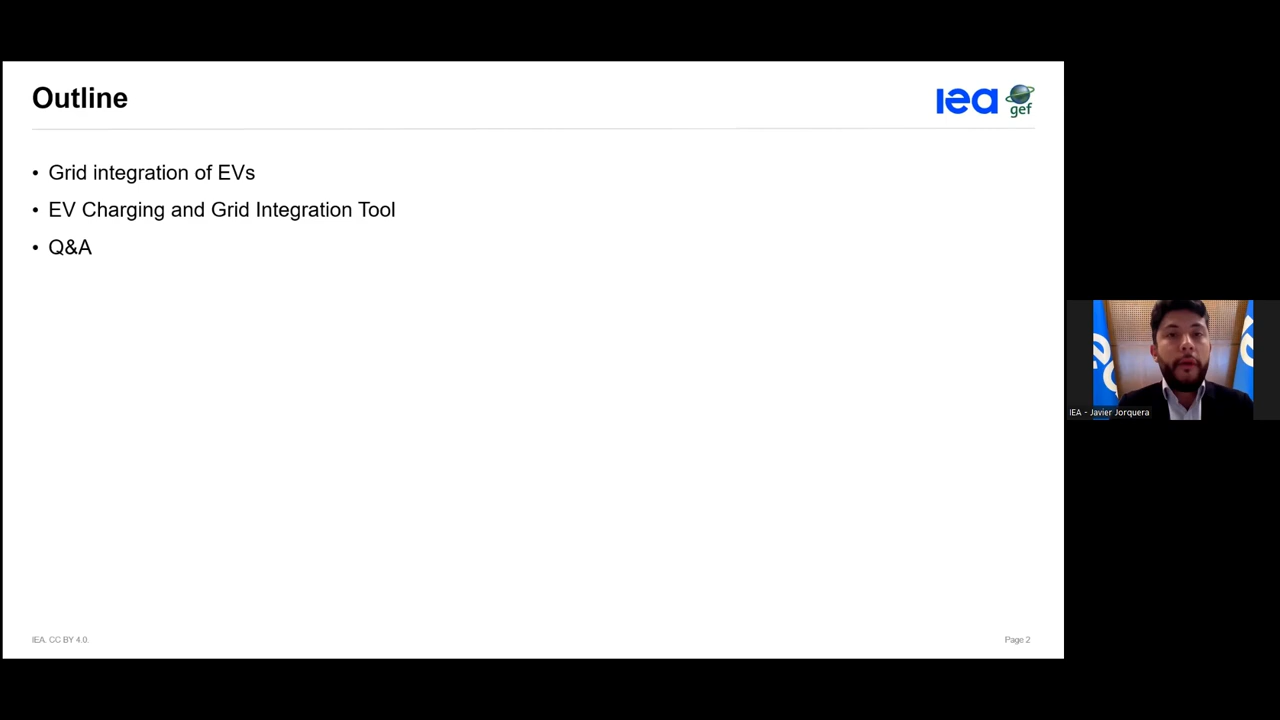 Outline
iea
gef
• Grid integration of EVs
• EV Charging and Grid Integration Tool
• Q&A
IEA - Javier Jorquera
IEA. CC BY 4.0.
Page 2